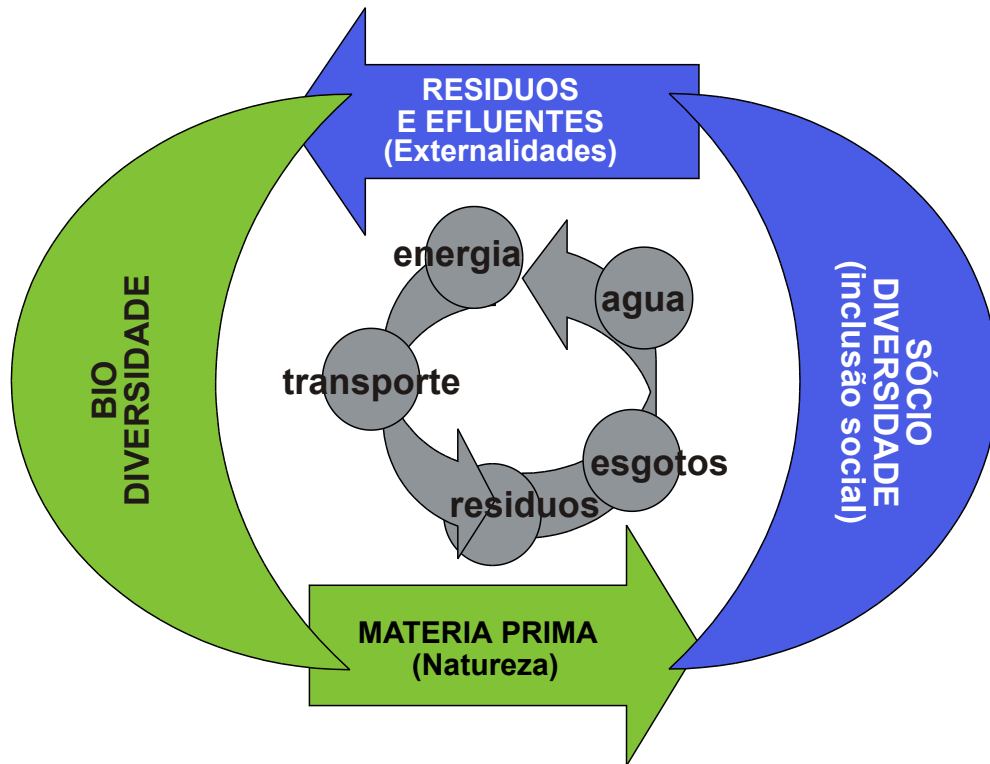 RESIDUOS
E EFLUENTES
(Externalidades)
energia
agua
BIO
DIVERSIDADE
transporte
SÓCIO
DIVERSIDADE
(inclusão social)
esgotos
residuos
MATERIA PRIMA
(Natureza)